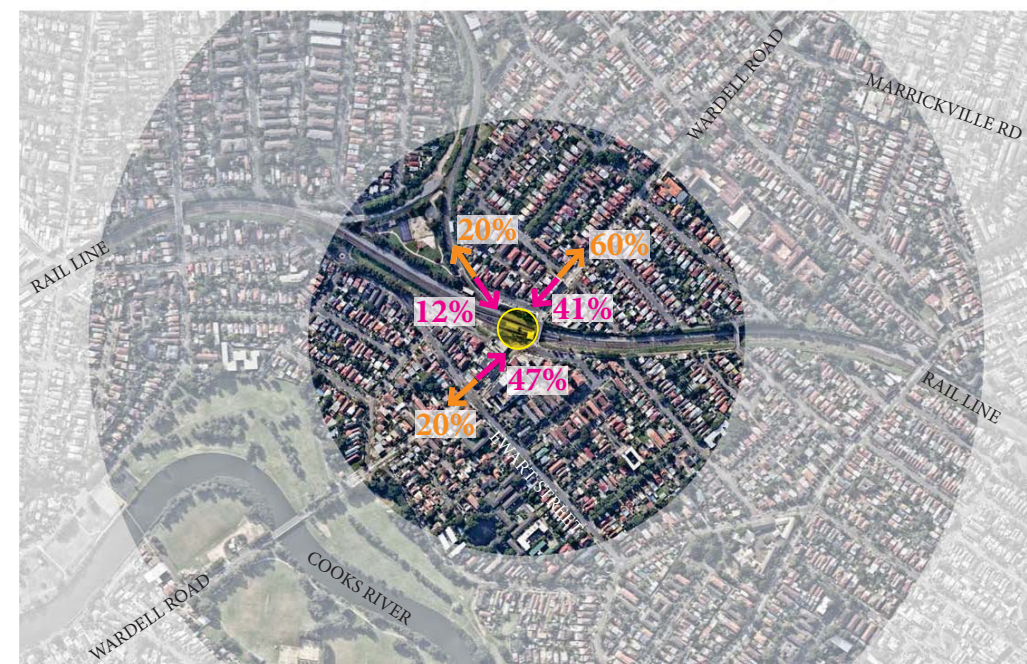 WARDELL ROAD
MARRICKVILLE RD
RAIL LINE
20%
60%
12%
41%
47%
20%
RAIL LINE
EWART STREET
COOKS RIVER
WARDELL ROAD